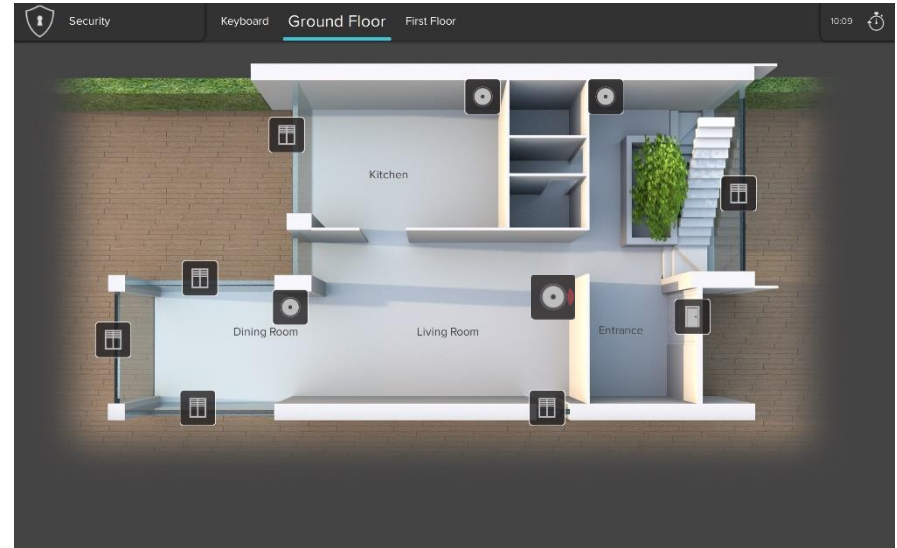 Security
Keyboard Ground Floor First Floor
10:09
Kitchen
Dining Room Living Room Entrance